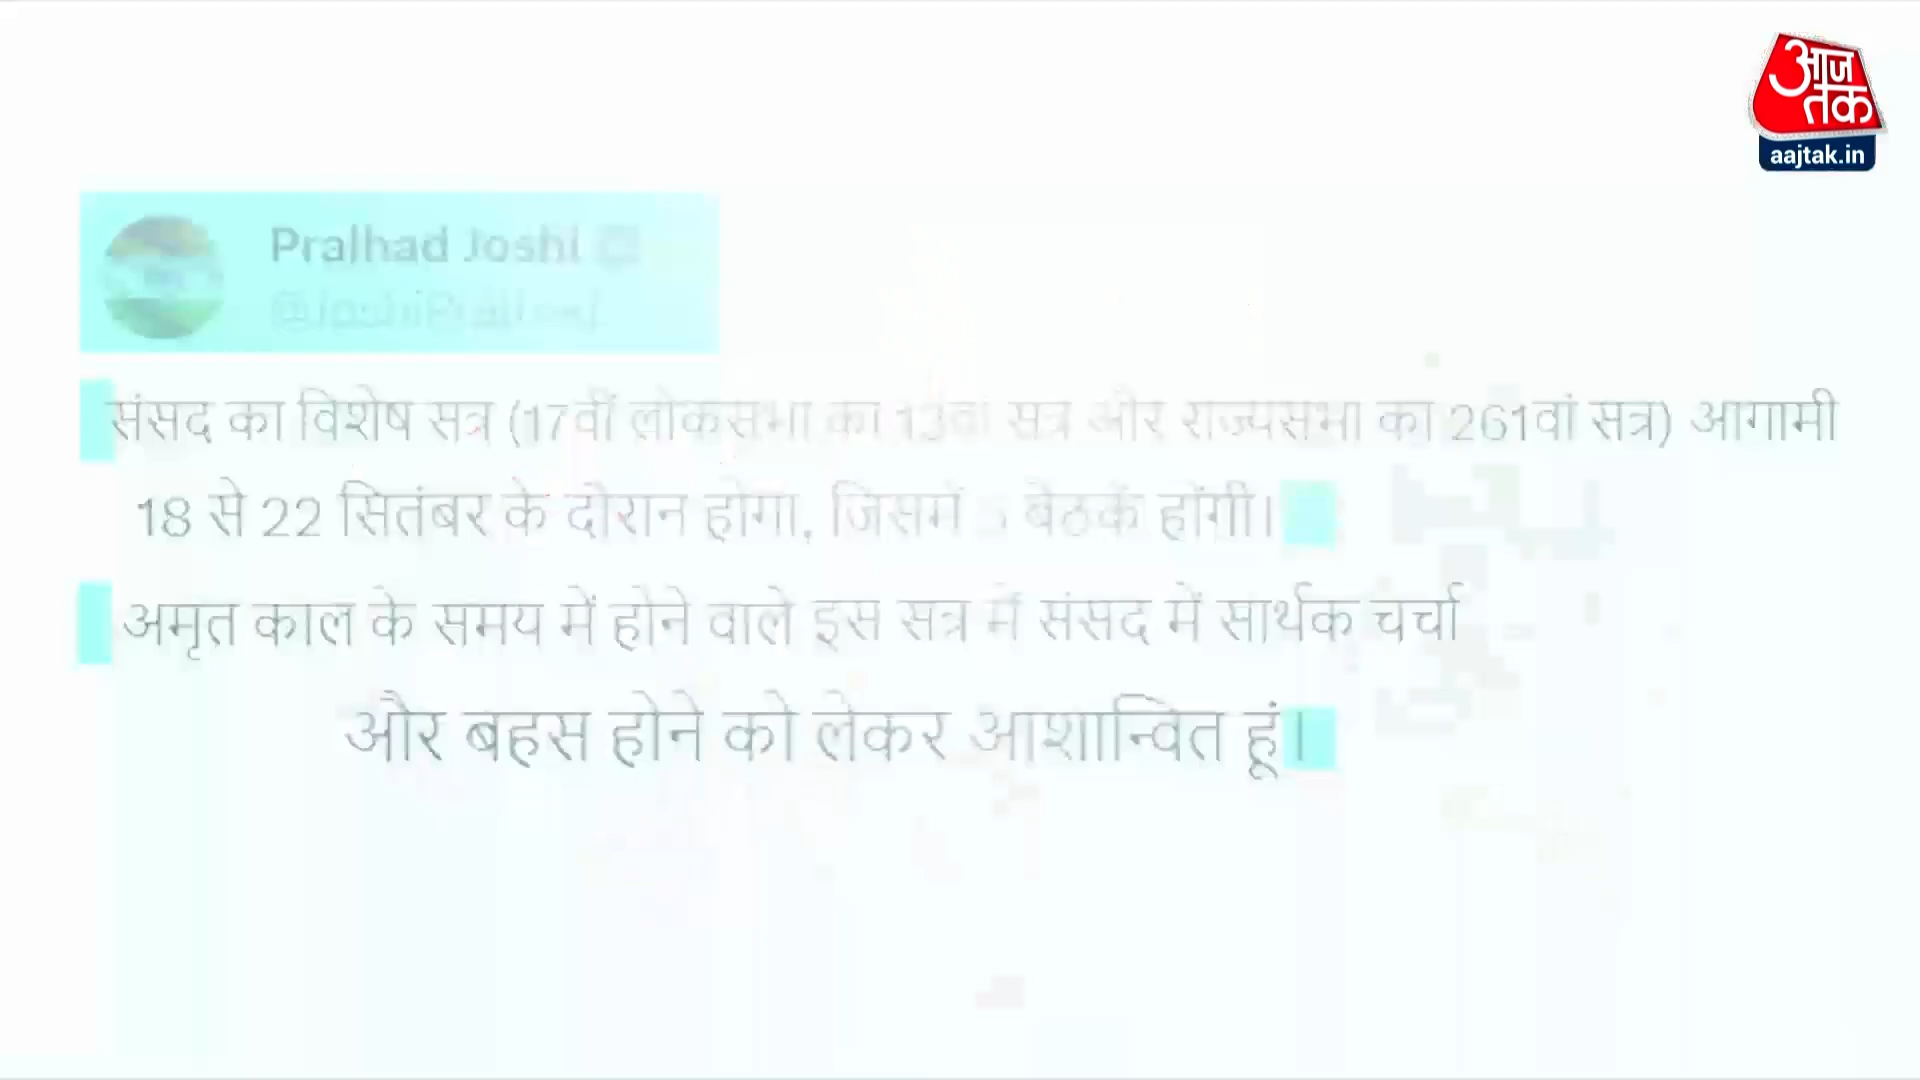 आज
तक
aajtak.in
Pralhad Joshi
@JoshiPralhad
संसद का विशेष सत्र (17वीं लोकसभा का 13वां सत्र और राज्यसभा का 261वां सत्र) आगामी
18 से 22 सितंबर के दौरान होगा, जिसमें 5 बैठकें होंगी।
अमृत काल के समय में होने वाले इस सत्र में संसद में सार्थक चर्चा
और बहस होने को लेकर आशान्वित हूं।